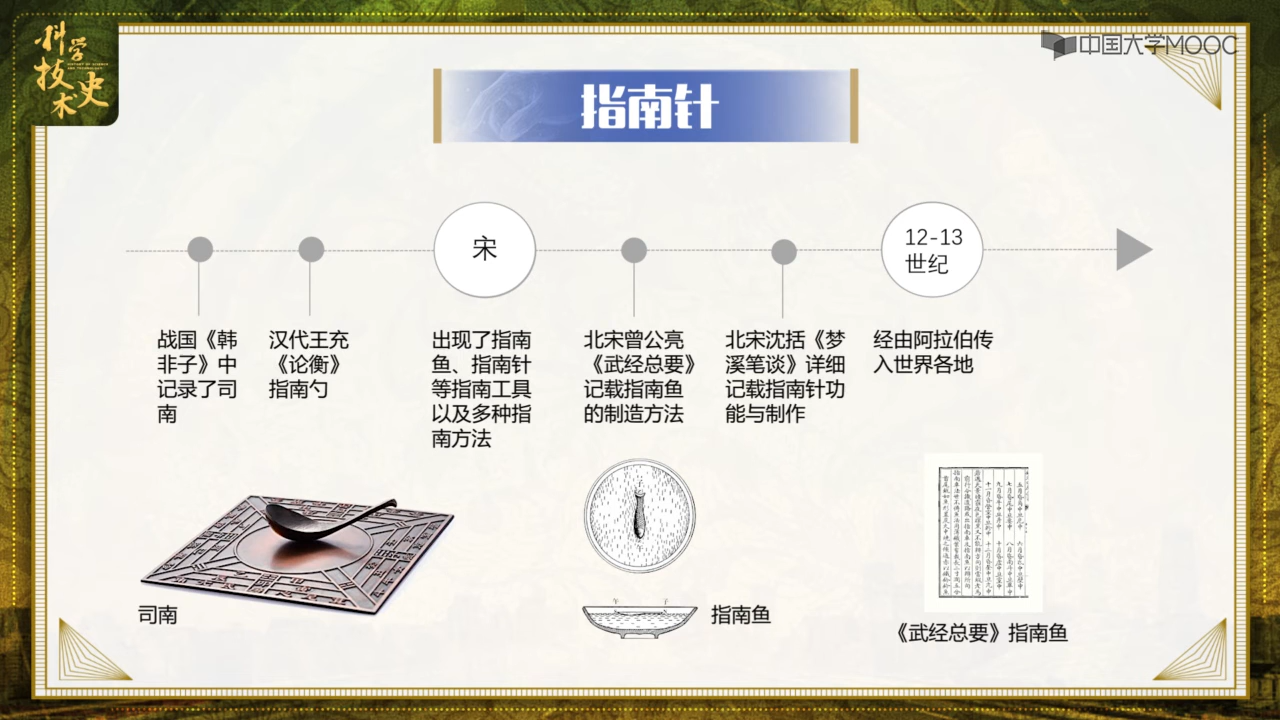 科学
技术史
HISTORY OF SCIENCE
AND TECHNOLOGY
中国大学MOOC
指南针
宋
12-13
世纪
战国《韩
非子》中
记录了司
南
汉代王充
《论衡》
指南勺
出现了指南
鱼、指南针
等指南工具
以及多种指
南方法
北宋曾公亮
《武经总要》
记载指南鱼
的制造方法
北宋沈括《梦
溪笔谈》详细
记载指南针功
能与制作
经由阿拉伯传
入世界各地
司南
指南鱼
《武经总要》指南鱼